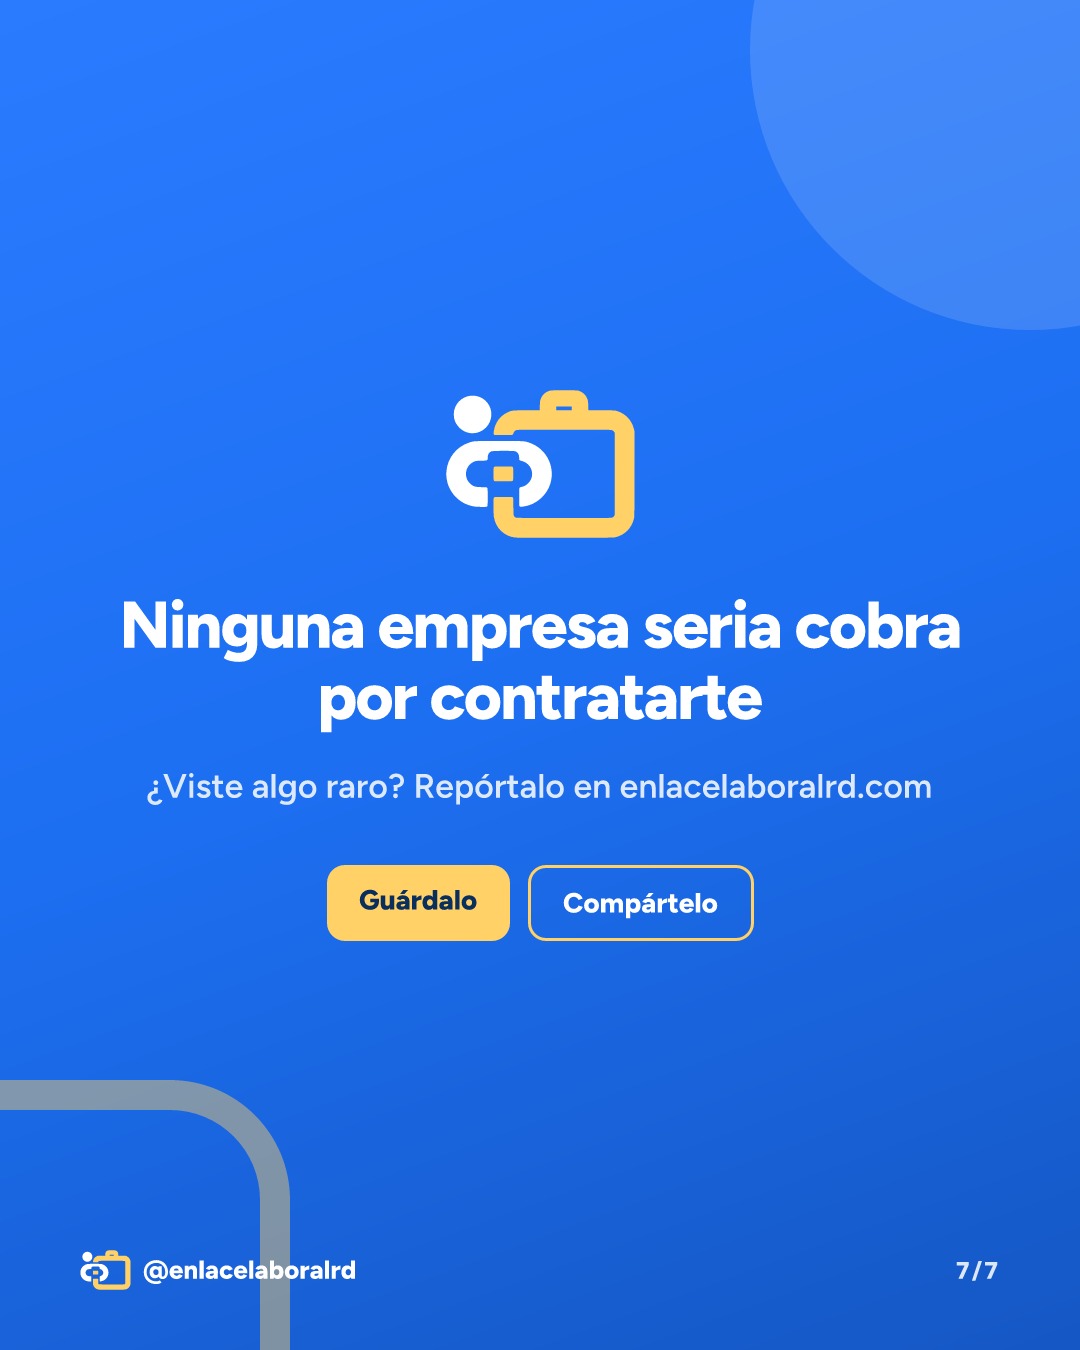 Ninguna empresa seria cobra
por contratarte
¿Viste algo raro? Repórtalo en enlacelaboralrd.com
Guárdalo
Compártelo
@enlacelaboralrd
7/7